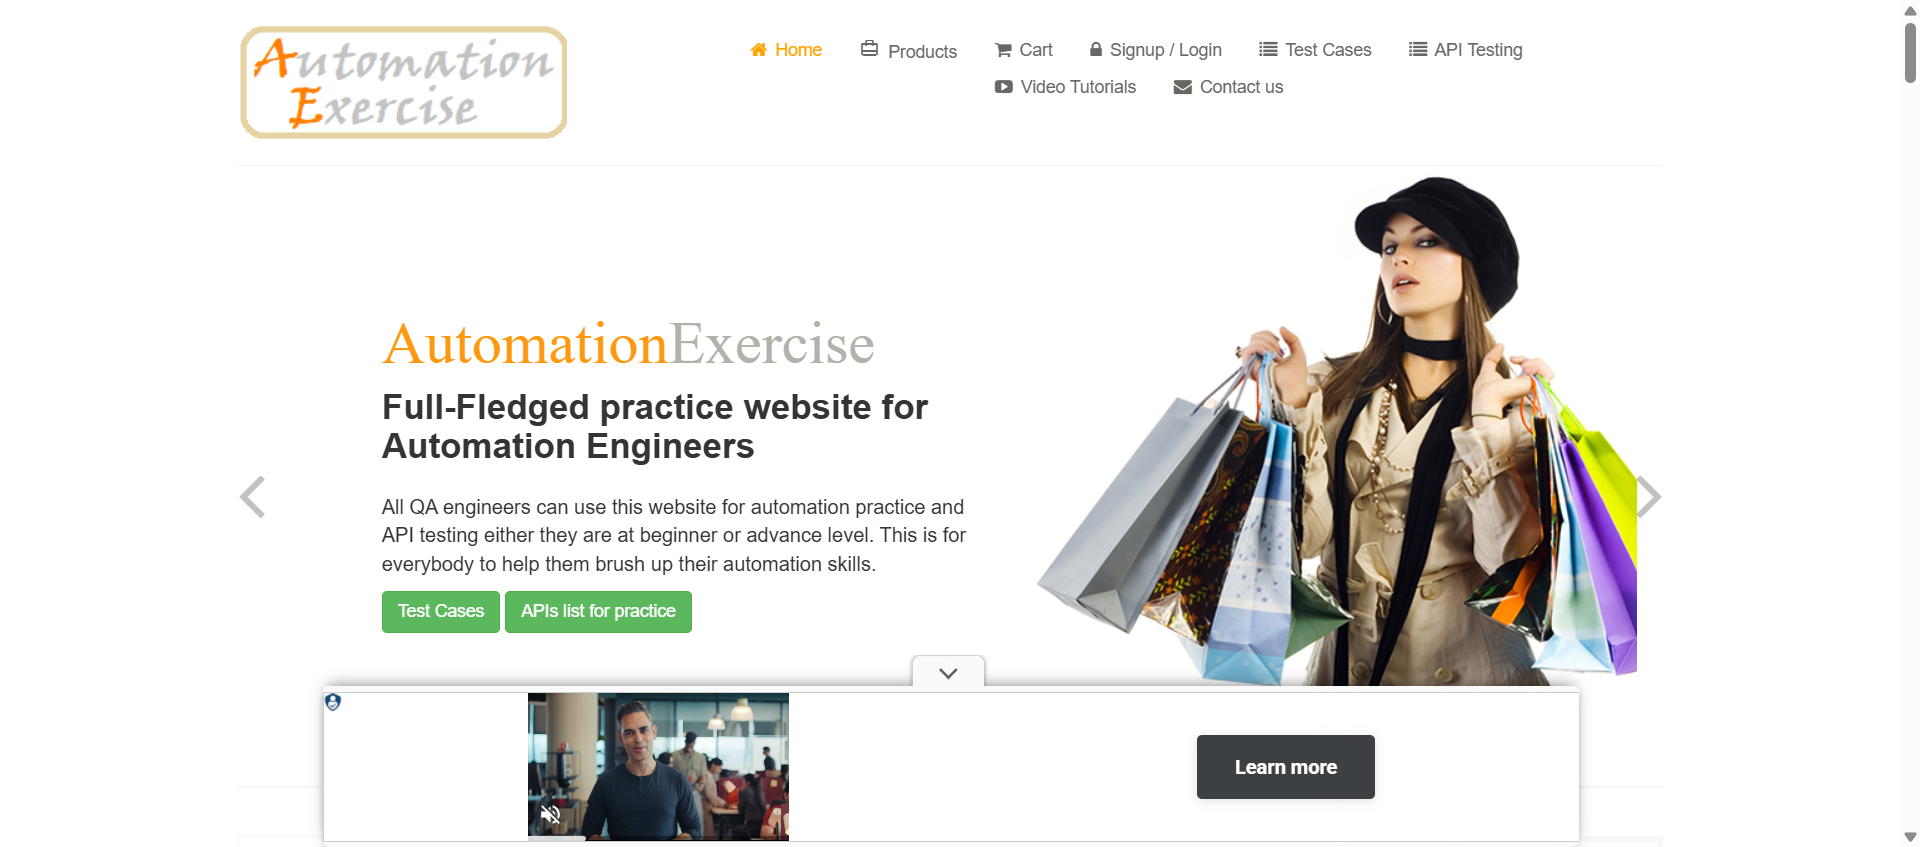 Automation
Exercise
Home
Products
Cart
Signup / Login
Test Cases
API Testing
Video Tutorials
Contact us
AutomationExercise
Full-Fledged practice website for
Automation Engineers
All QA engineers can use this website for automation practice and
API testing either they are at beginner or advance level. This is for
everybody to help them brush up their automation skills.
Test Cases
APIs list for practice
Learn more